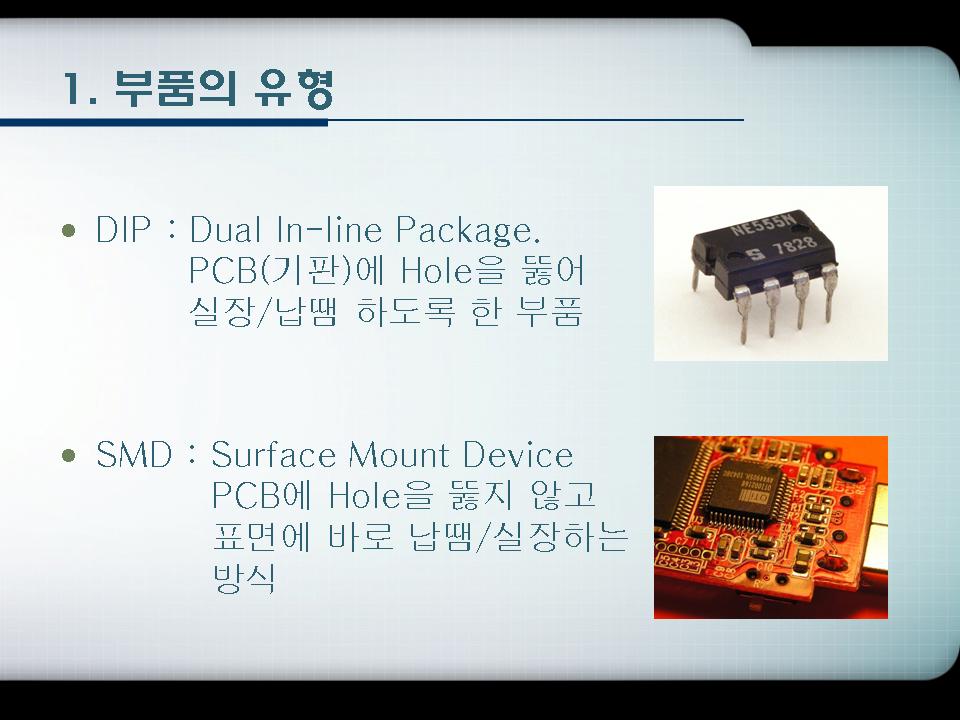 1. 부품의 유형
DIP : Dual In-line Package.
PCB(기판)에 Hole을 뚫어
실장/납땜 하도록 한 부품
NE555N
S 7828
SMD : Surface Mount Device
PCB에 Hole을 뚫지 않고
표면에 바로 납땜/실장하는
방식